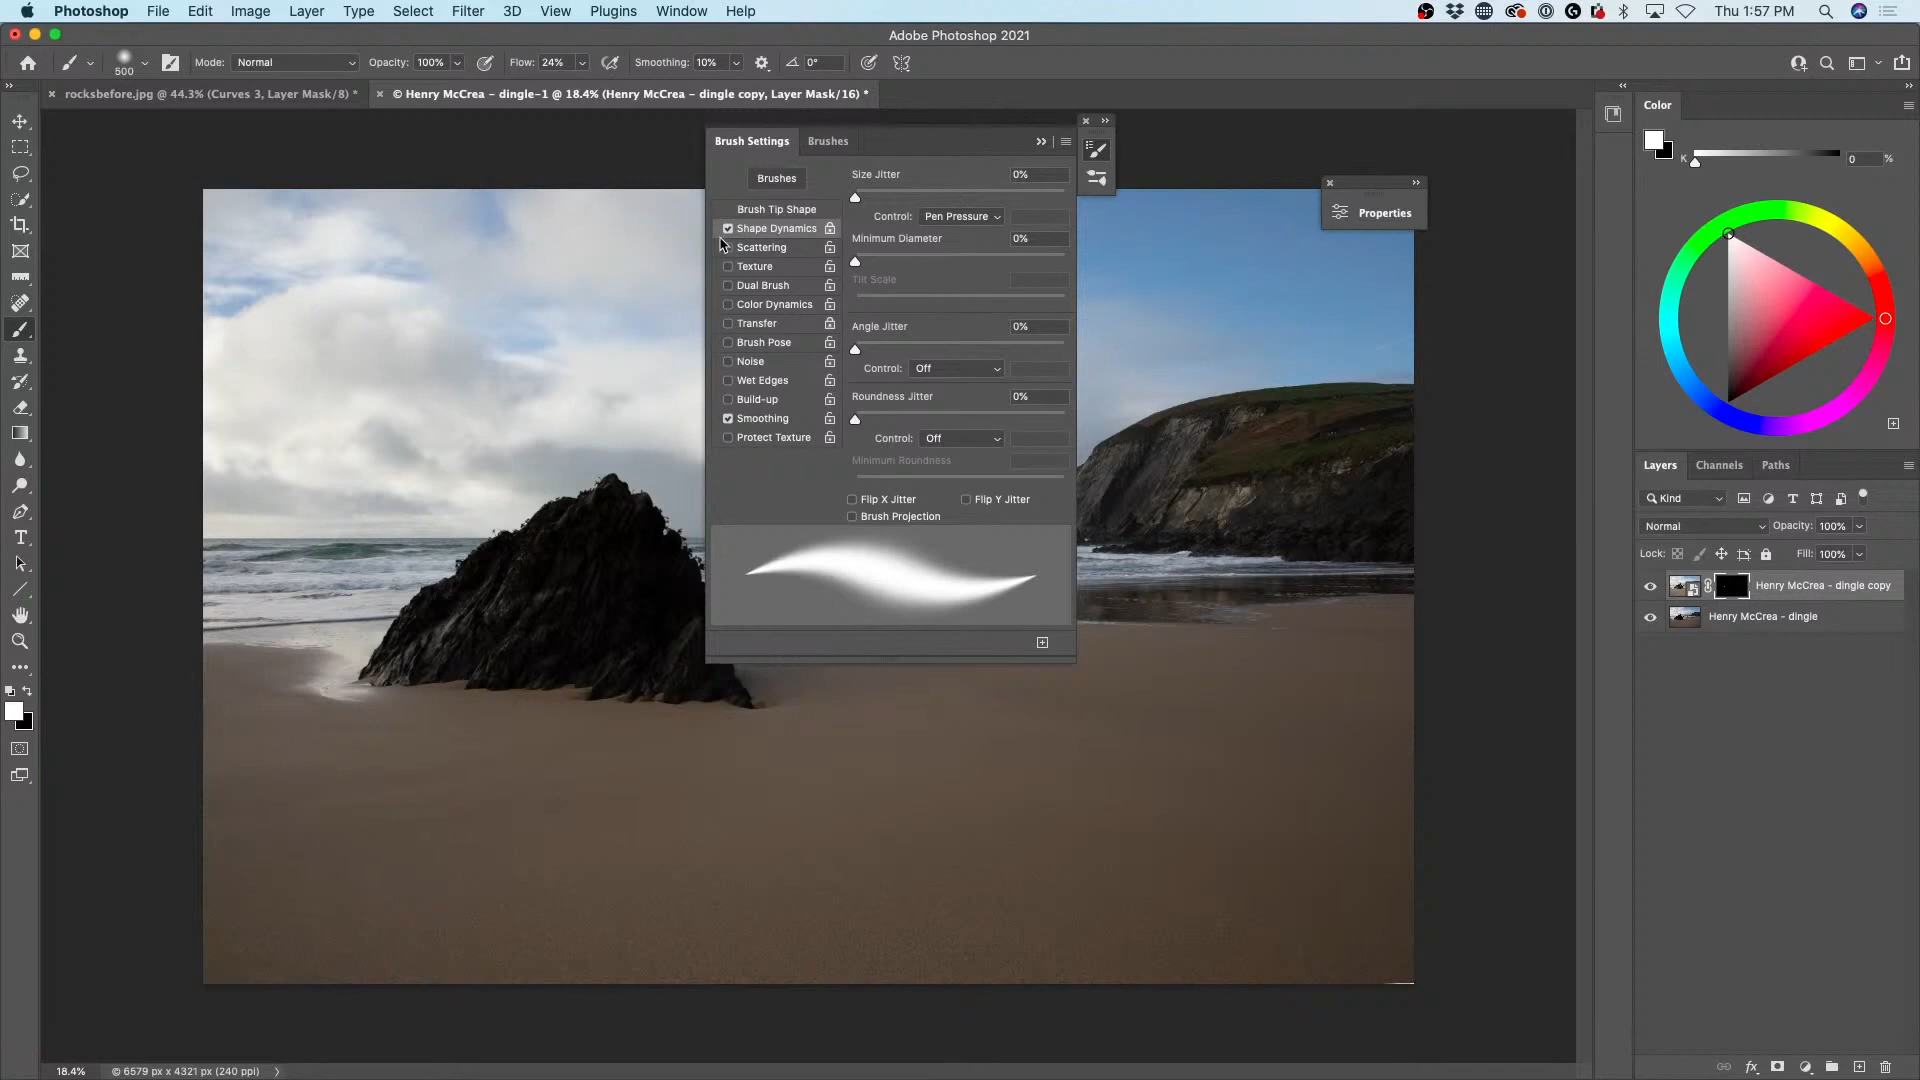 Photoshop File Edit Image Layer Type Select Filter 3D View Plugins Window Help Thu 1:57 PM
Adobe Photoshop 2021
500 Mode: Normal Opacity: 100% Flow: 24% Smoothing: 10% 0°
rocksbefore.jpg @ 44.3% (Curves 3, Layer Mask/8) * © Henry McCrea - dingle-1 @ 18.4% (Henry McCrea - dingle copy, Layer Mask/16) *
Brush Settings Brushes
Brushes
Brush Tip Shape
Shape Dynamics
Scattering
Texture
Dual Brush
Color Dynamics
Transfer
Brush Pose
Noise
Wet Edges
Build-up
Smoothing
Protect Texture
Size Jitter 0%
Control: Pen Pressure
Minimum Diameter 0%
Tilt Scale
Angle Jitter 0%
Control: Off
Roundness Jitter 0%
Control: Off
Minimum Roundness
Flip X Jitter Flip Y Jitter
Brush Projection
Properties
Color
K 0 %
Layers Channels Paths
Kind
Normal Opacity: 100%
Lock: Fill: 100%
Henry McCrea - dingle copy
Henry McCrea - dingle
18.4% © 6579 px x 4321 px (240 ppi)